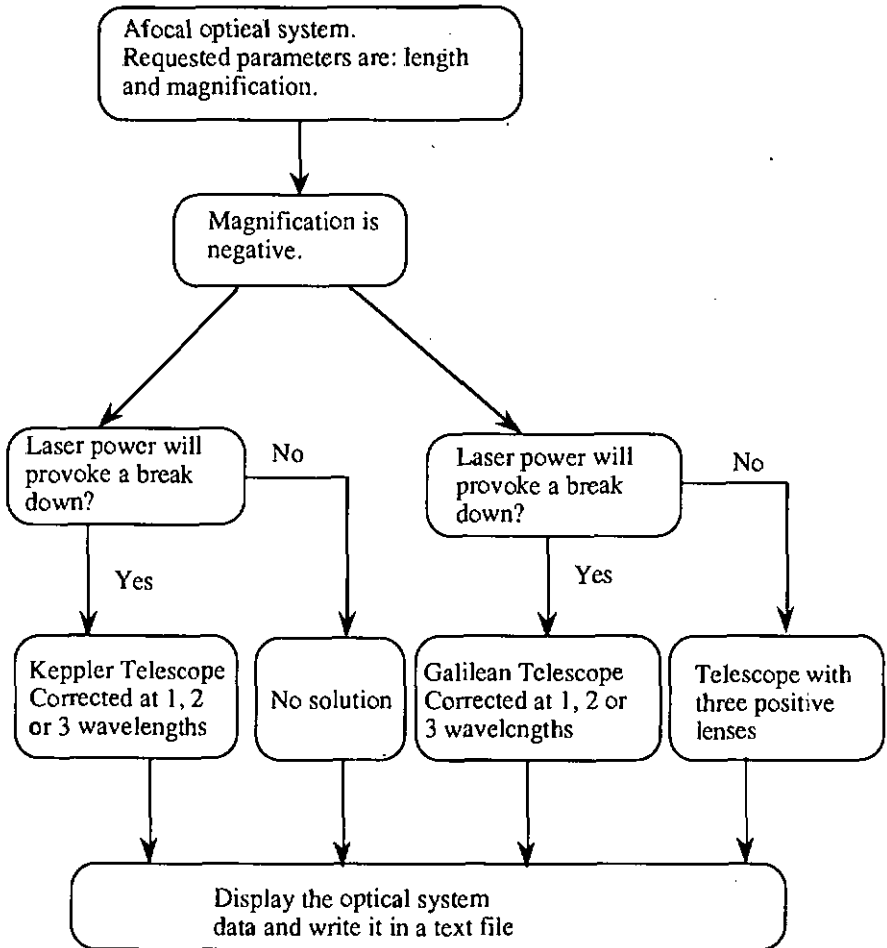 Afocal optieal system.
Requested parameters are: length
and magnification.
Magnification is
negative.
Laser power will
provoke a break
down?
No
Yes
Laser power will
provoke a break
down?
No
Yes
Keppler Telescope
Corrected at 1, 2
or 3 wavelengths
No solution
Galilean Telescope
Corrected at 1, 2 or
3 wavelengths
Telescope with
three positive
lenses
Display the optical system
data and write it in a text file